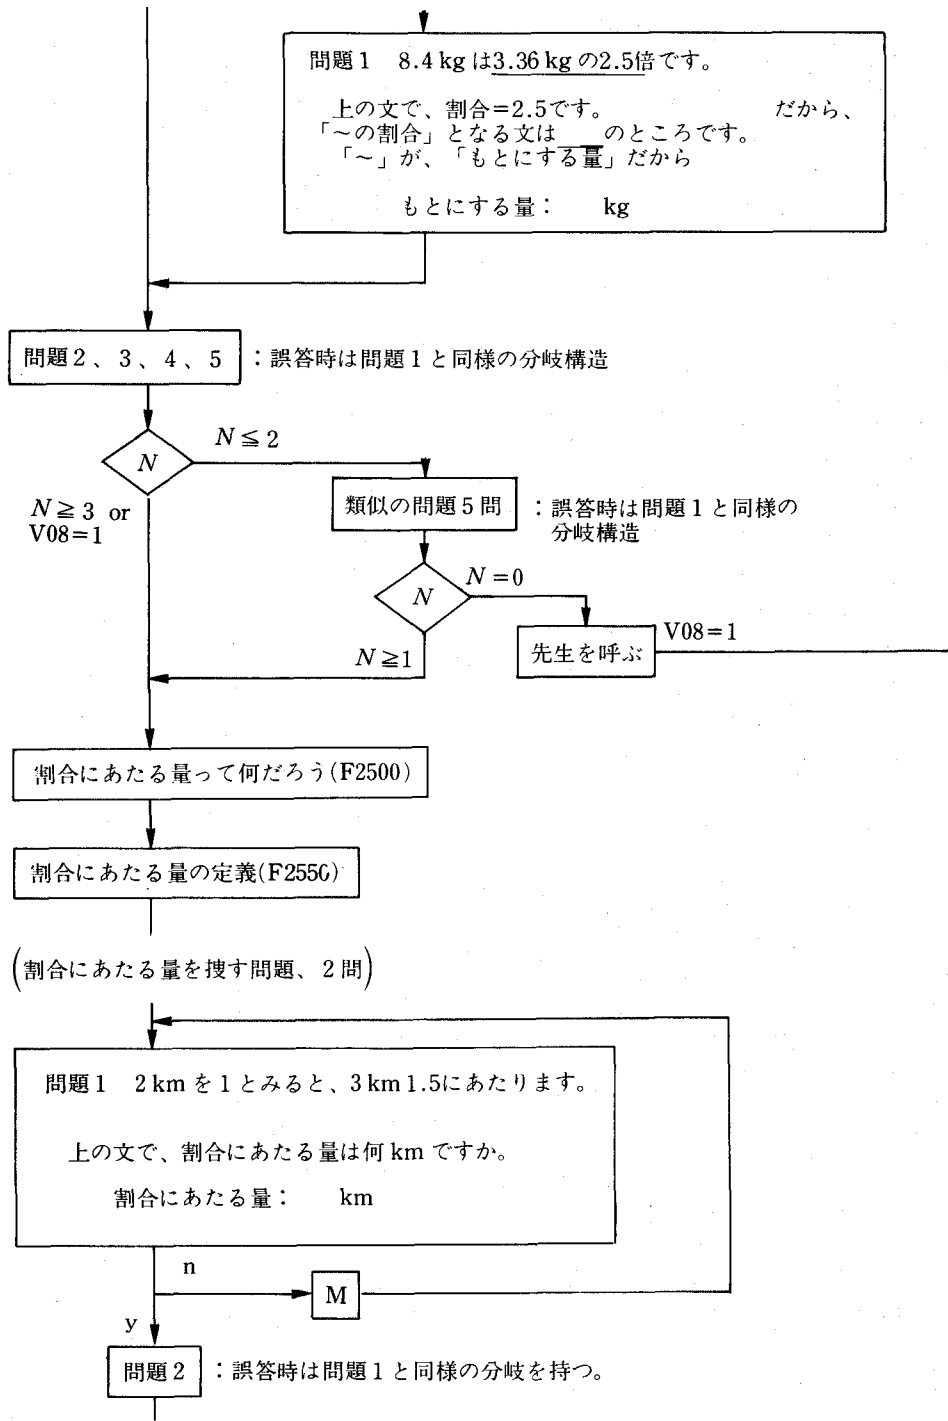 問題1 8.4kgは3.36kgの2.5倍です。
上の文で、割合=2.5です。 だから、
「～の割合」となる文は＿＿のところです。
「～」が、「もとにする量」だから
もとにする量： kg
問題2、3、4、5
：誤答時は問題1と同様の分岐構造
N≦2
N
N≧3 or
V08=1
類似の問題5問
：誤答時は問題1と同様の
分岐構造
N=0
N
先生を呼ぶ
V08=1
N≧1
割合にあたる量って何だろう(F2500)
割合にあたる量の定義(F2550)
(割合にあたる量を捜す問題、2問)
問題1 2kmを1とみると、3km1.5にあたります。
上の文で、割合にあたる量は何kmですか。
割合にあたる量： km
n
M
y
問題2
：誤答時は問題1と同様の分岐を持つ。